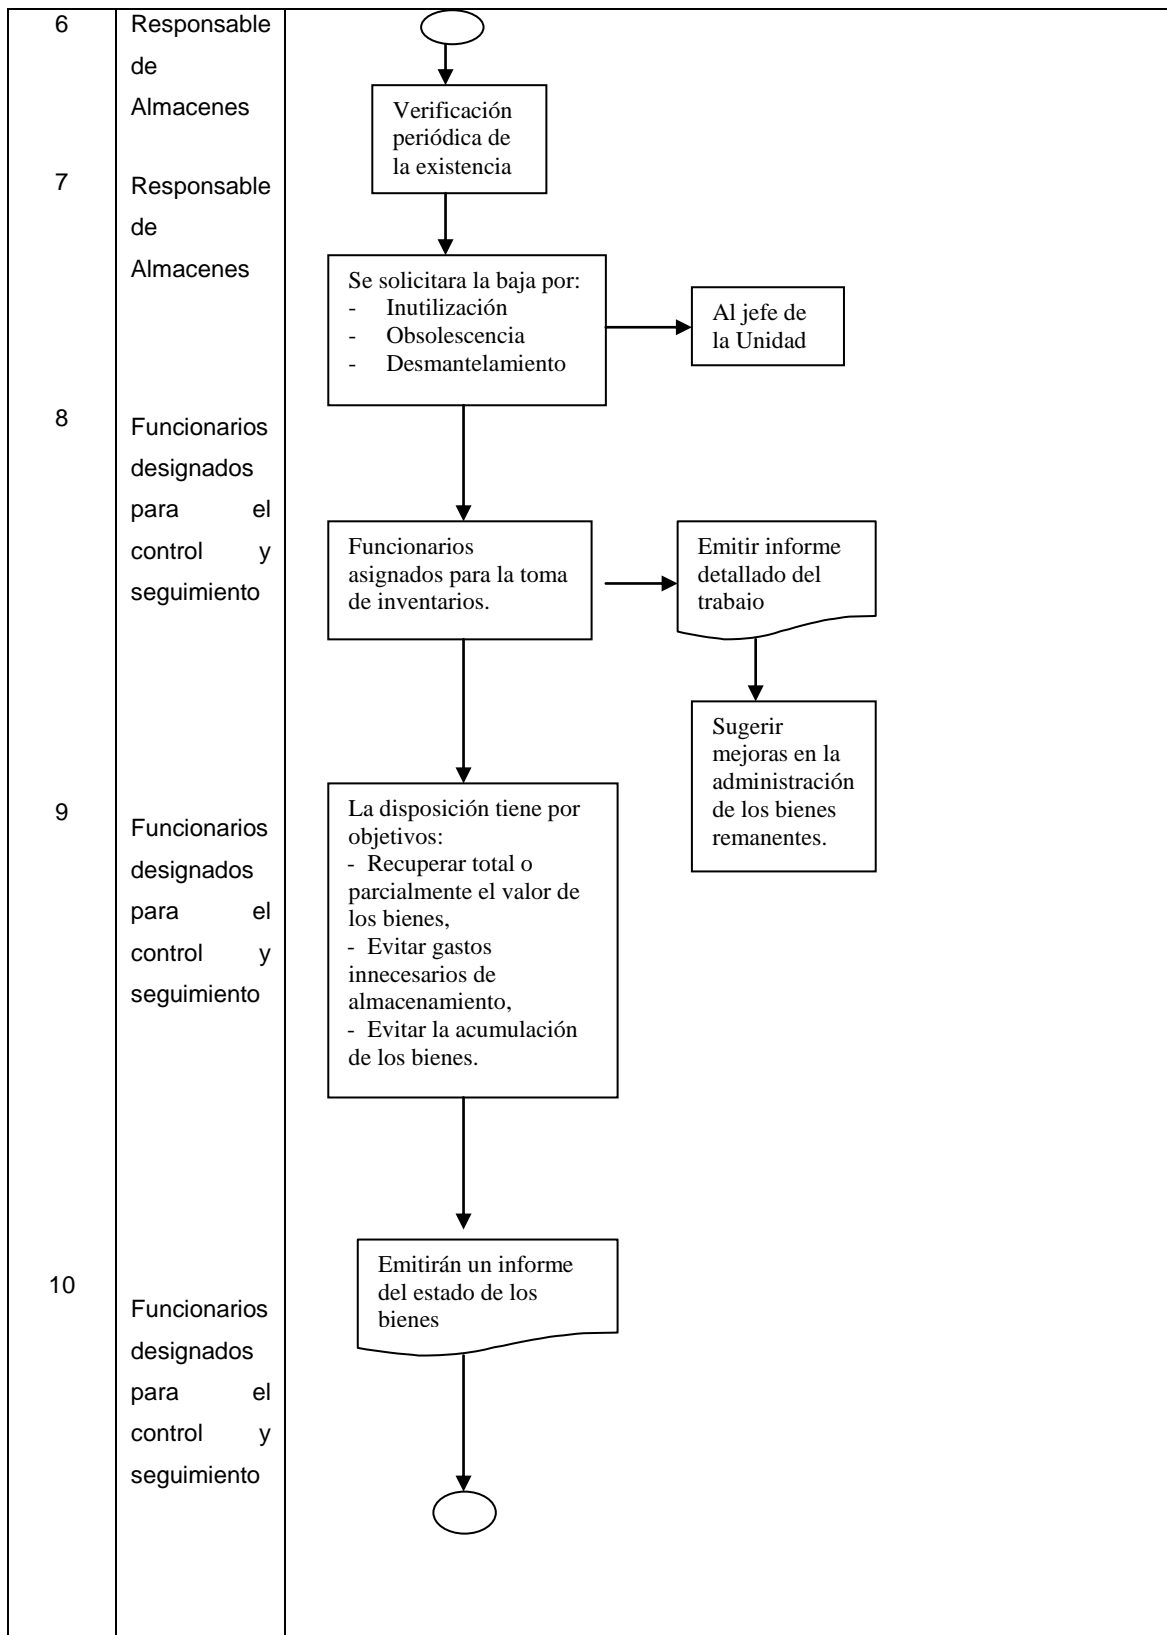 6
Responsable
de
Almacenes
Verificación
periódica de
la existencia
7
Responsable
de
Almacenes
Se solicitara la baja por:
- Inutilización
- Obsolescencia
- Desmantelamiento
Al jefe de
la Unidad
8
Funcionarios
designados
para el
control y
seguimiento
Funcionarios
asignados para la toma
de inventarios.
Emitir informe
detallado del
trabajo
Sugerir
mejoras en la
administración
de los bienes
remanentes.
9
Funcionarios
designados
para el
control y
seguimiento
La disposición tiene por
objetivos:
- Recuperar total o
parcialmente el valor de
los bienes,
- Evitar gastos
innecesarios de
almacenamiento,
- Evitar la acumulación
de los bienes.
10
Funcionarios
designados
para el
control y
seguimiento
Emitirán un informe
del estado de los
bienes